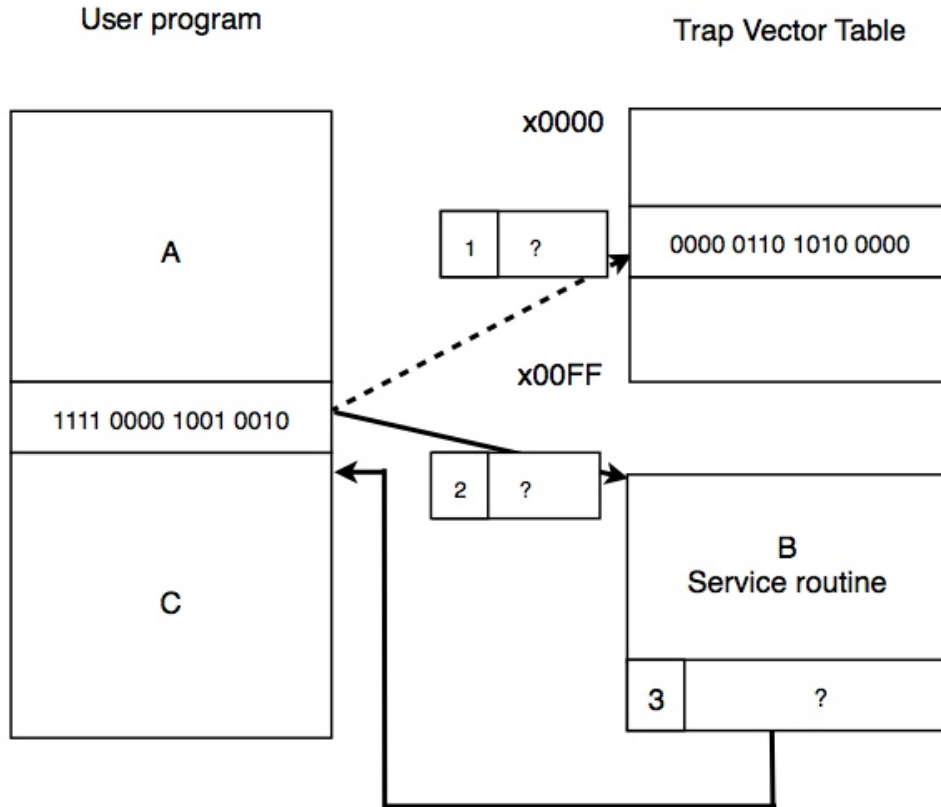 User program
Trap Vector Table
x0000
A
1 ?
0000 0110 1010 0000
x00FF
1111 0000 1001 0010
2 ?
B
Service routine
C
3 ?